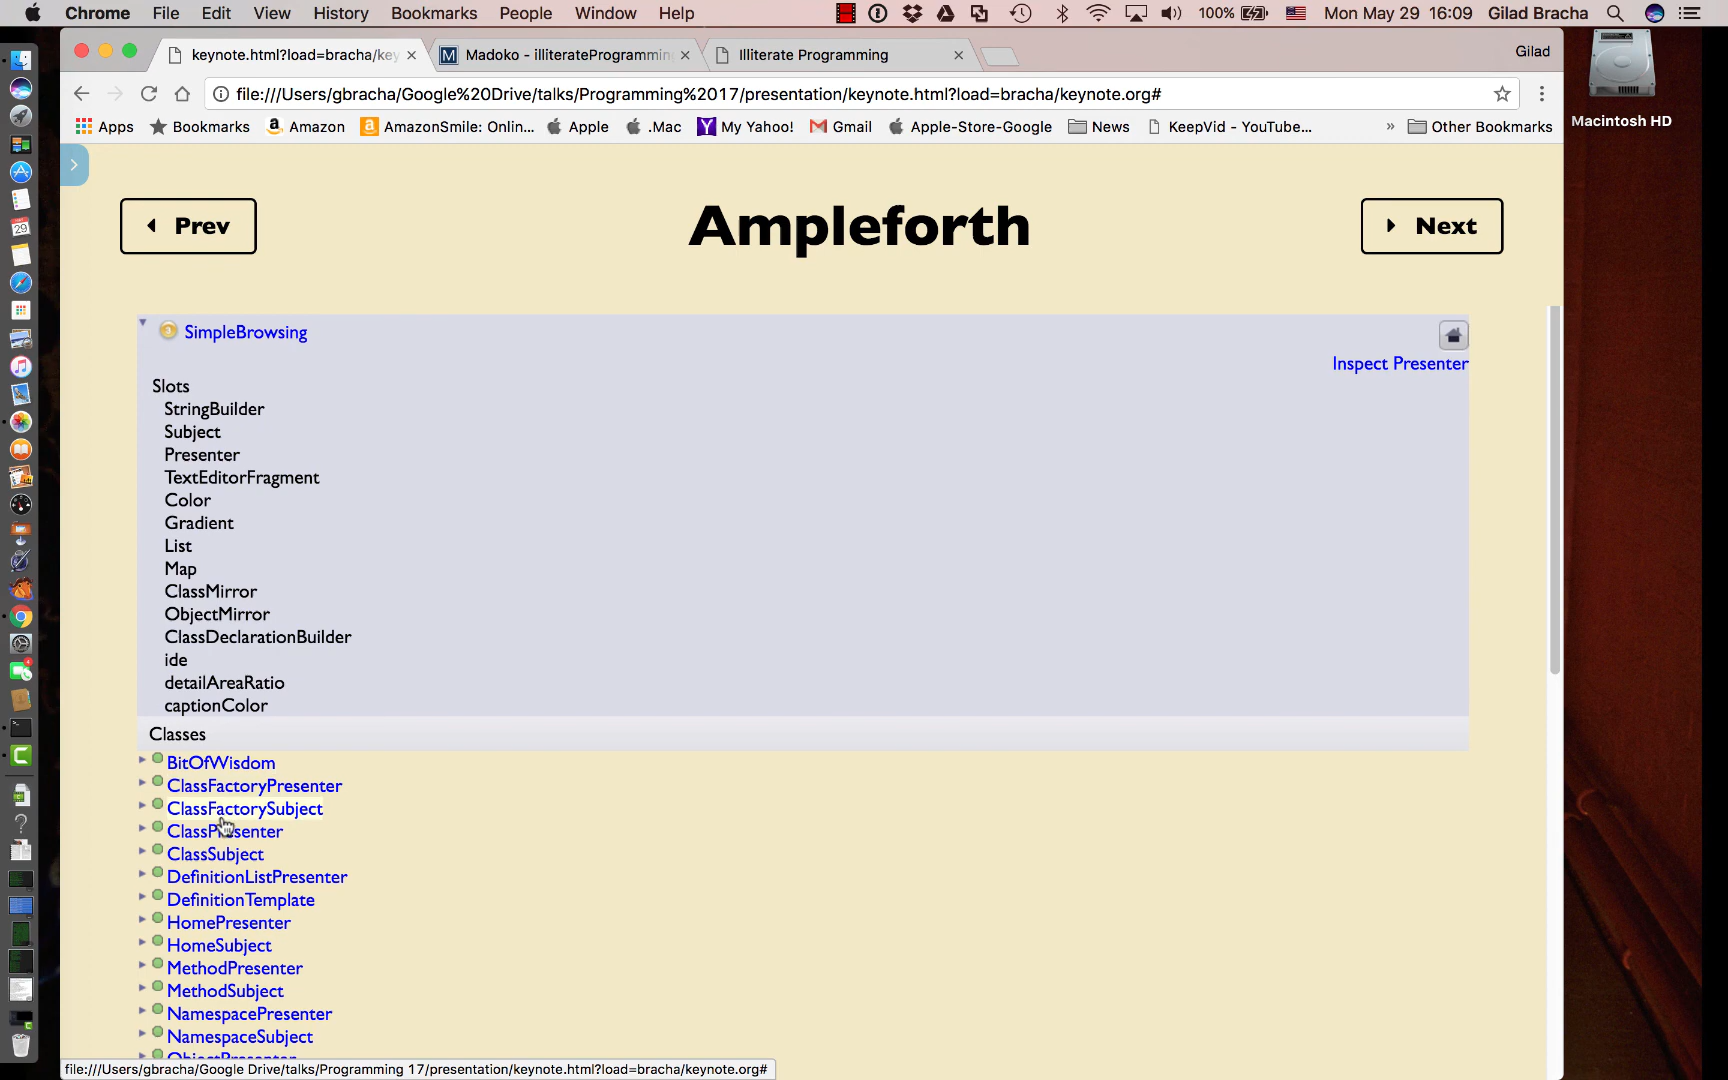 Chrome File Edit View History Bookmarks People Window Help 100% Mon May 29 16:09 Gilad Bracha
keynote.html?load=bracha/key Madoko - illiterateProgrammin Illiterate Programming Gilad
file:///Users/gbracha/Google%20Drive/talks/Programming%2017/presentation/keynote.html?load=bracha/keynote.org#
Apps Bookmarks Amazon AmazonSmile: Onlin... Apple .Mac My Yahoo! Gmail Apple-Store-Google News KeepVid - YouTube... » Other Bookmarks
Macintosh HD
Prev Ampleforth Next
SimpleBrowsing
Inspect Presenter
Slots
StringBuilder
Subject
Presenter
TextEditorFragment
Color
Gradient
List
Map
ClassMirror
ObjectMirror
ClassDeclarationBuilder
ide
detailAreaRatio
captionColor
Classes
BitOfWisdom
ClassFactoryPresenter
ClassFactorySubject
ClassPresenter
ClassSubject
DefinitionListPresenter
DefinitionTemplate
HomePresenter
HomeSubject
MethodPresenter
MethodSubject
NamespacePresenter
NamespaceSubject
ObjectPresenter
file:///Users/gbracha/Google Drive/talks/Programming 17/presentation/keynote.html?load=bracha/keynote.org#